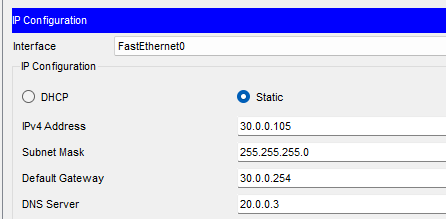 IP Configuration
Interface FastEthernet0
IP Configuration
DHCP Static
IPv4 Address 30.0.0.105
Subnet Mask 255.255.255.0
Default Gateway 30.0.0.254
DNS Server 20.0.0.3